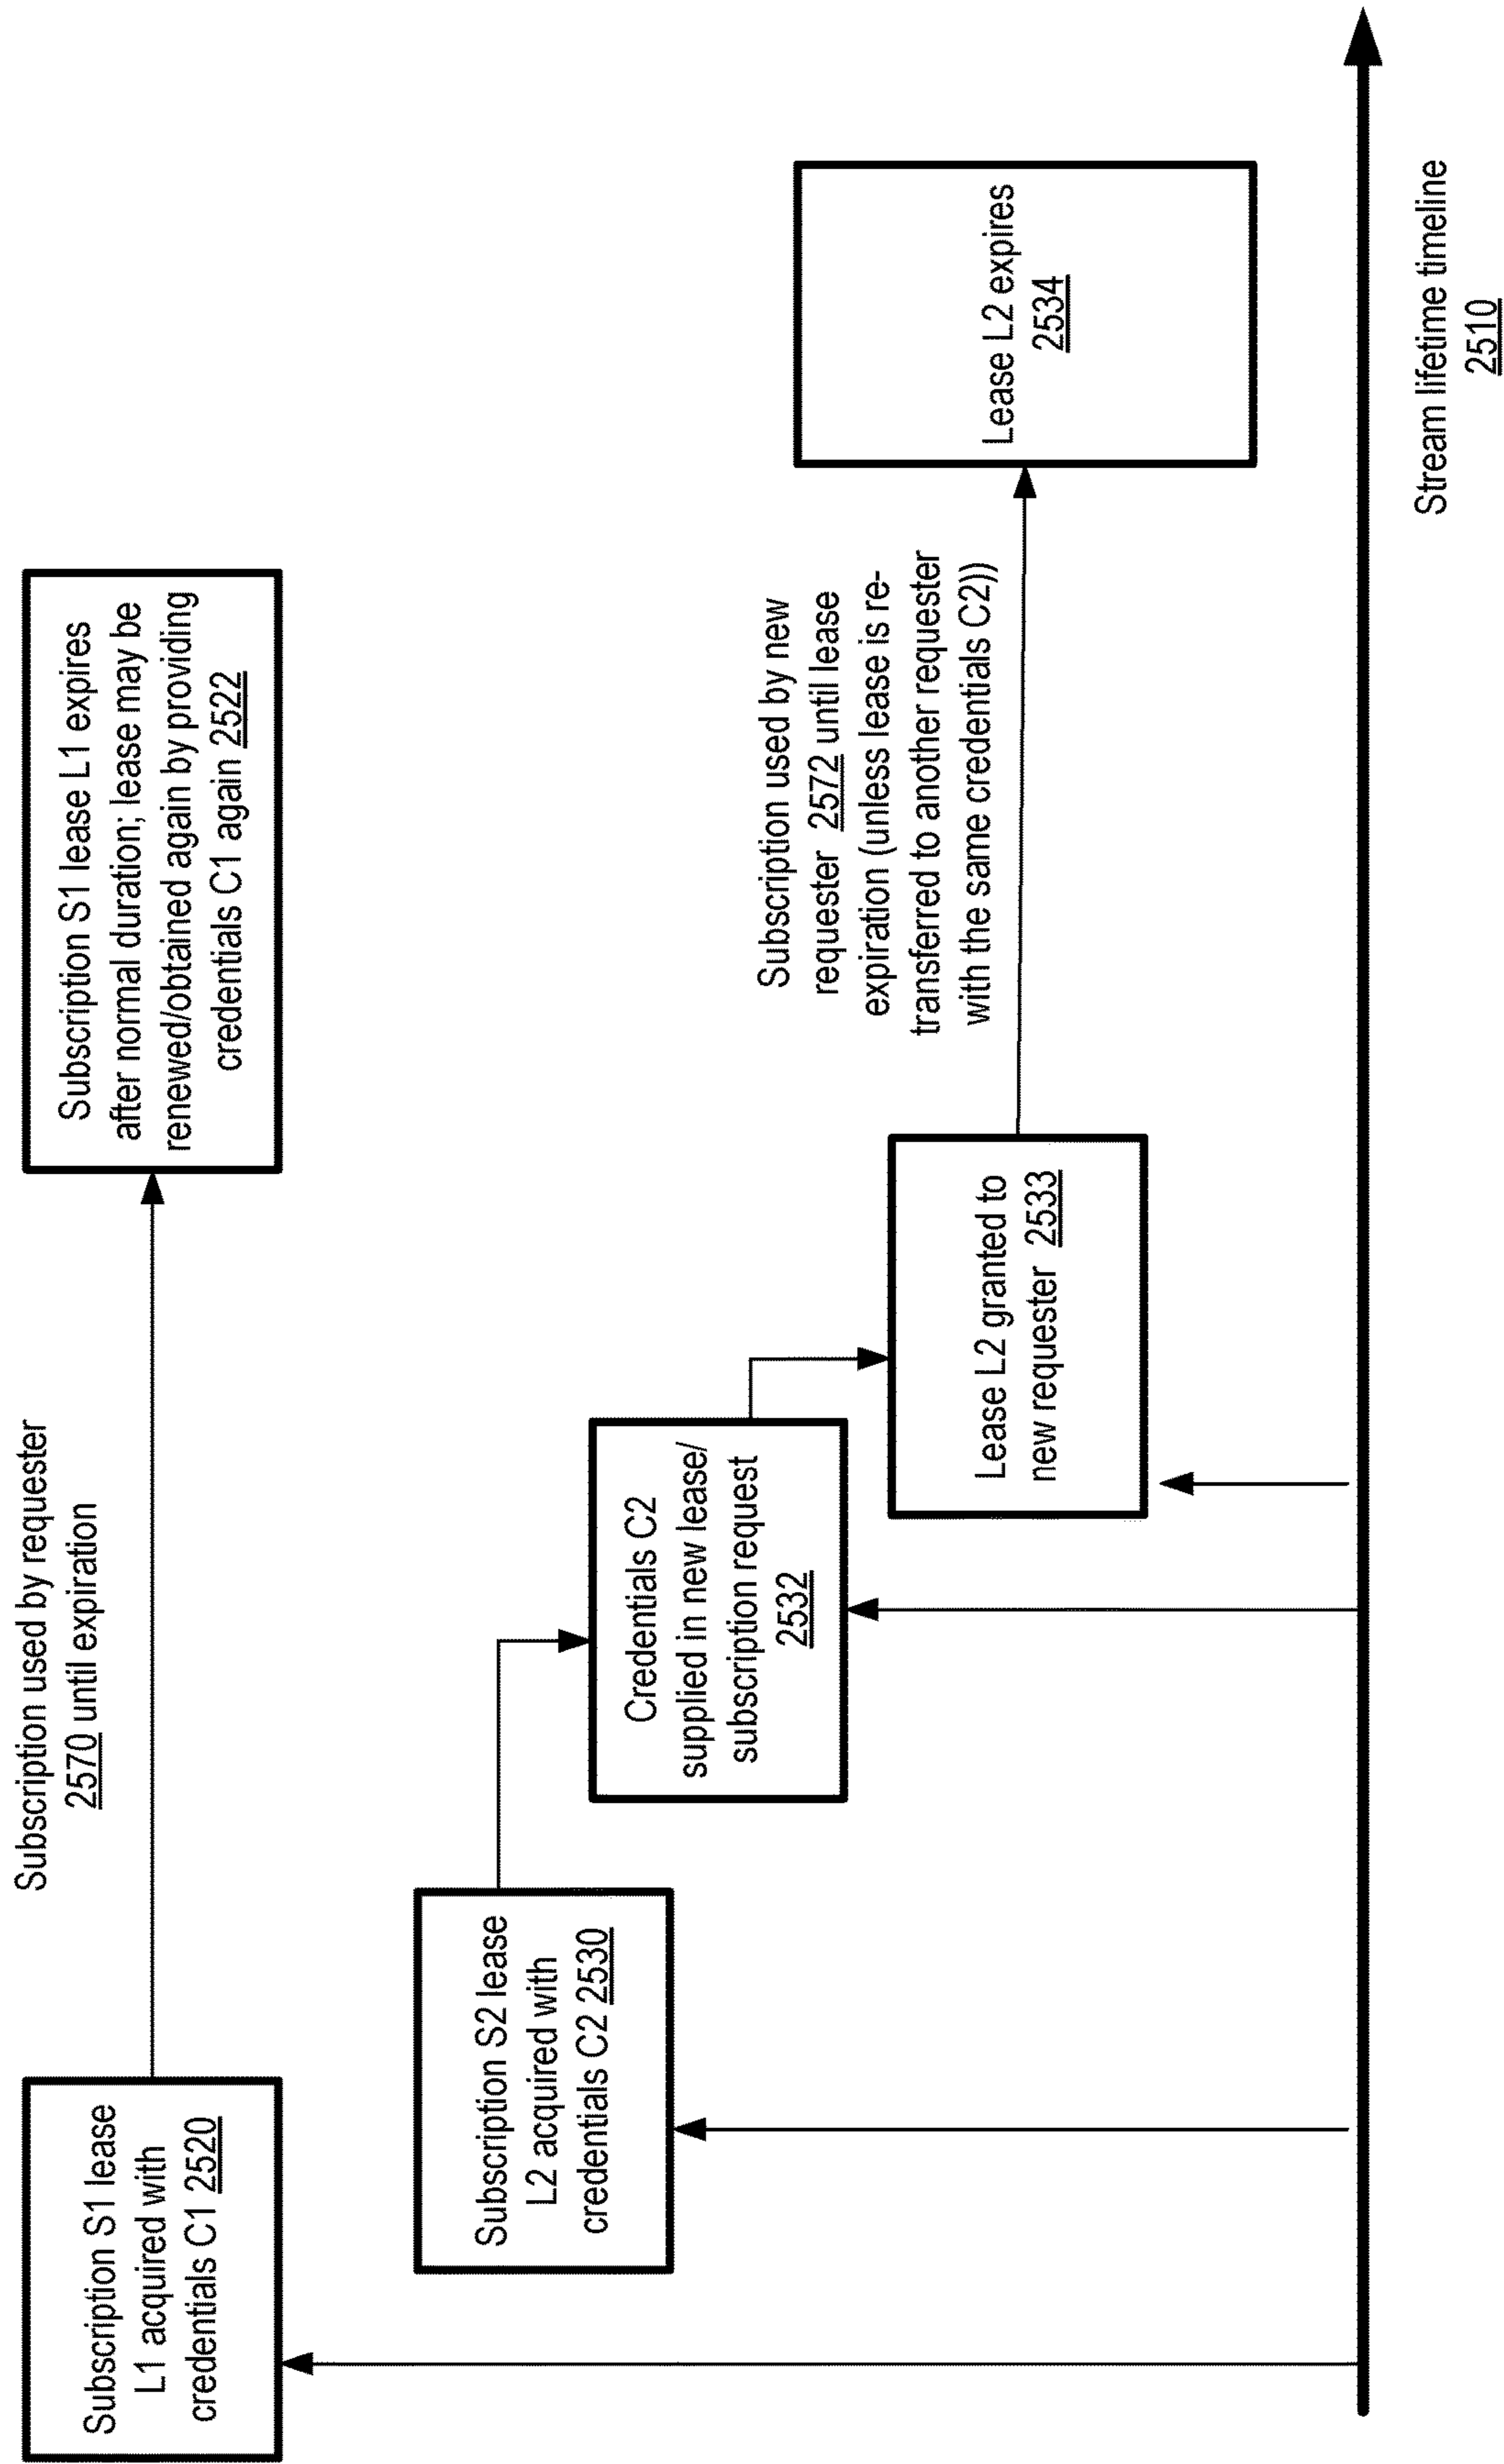 Subscription used by requester
2570 until expiration
Subscription S1 lease
L1 acquired with
credentials C1 2520
Subscription S1 lease L1 expires
after normal duration; lease may be
renewed/obtained again by providing
credentials C1 again 2522
Subscription S2 lease
L2 acquired with
credentials C2 2530
Credentials C2
supplied in new lease/
subscription request
2532
Lease L2 granted to
new requester 2533
Subscription used by new
requester 2572 until lease
expiration (unless lease is re-
transferred to another requester
with the same credentials C2))
Lease L2 expires
2534
Stream lifetime timeline
2510